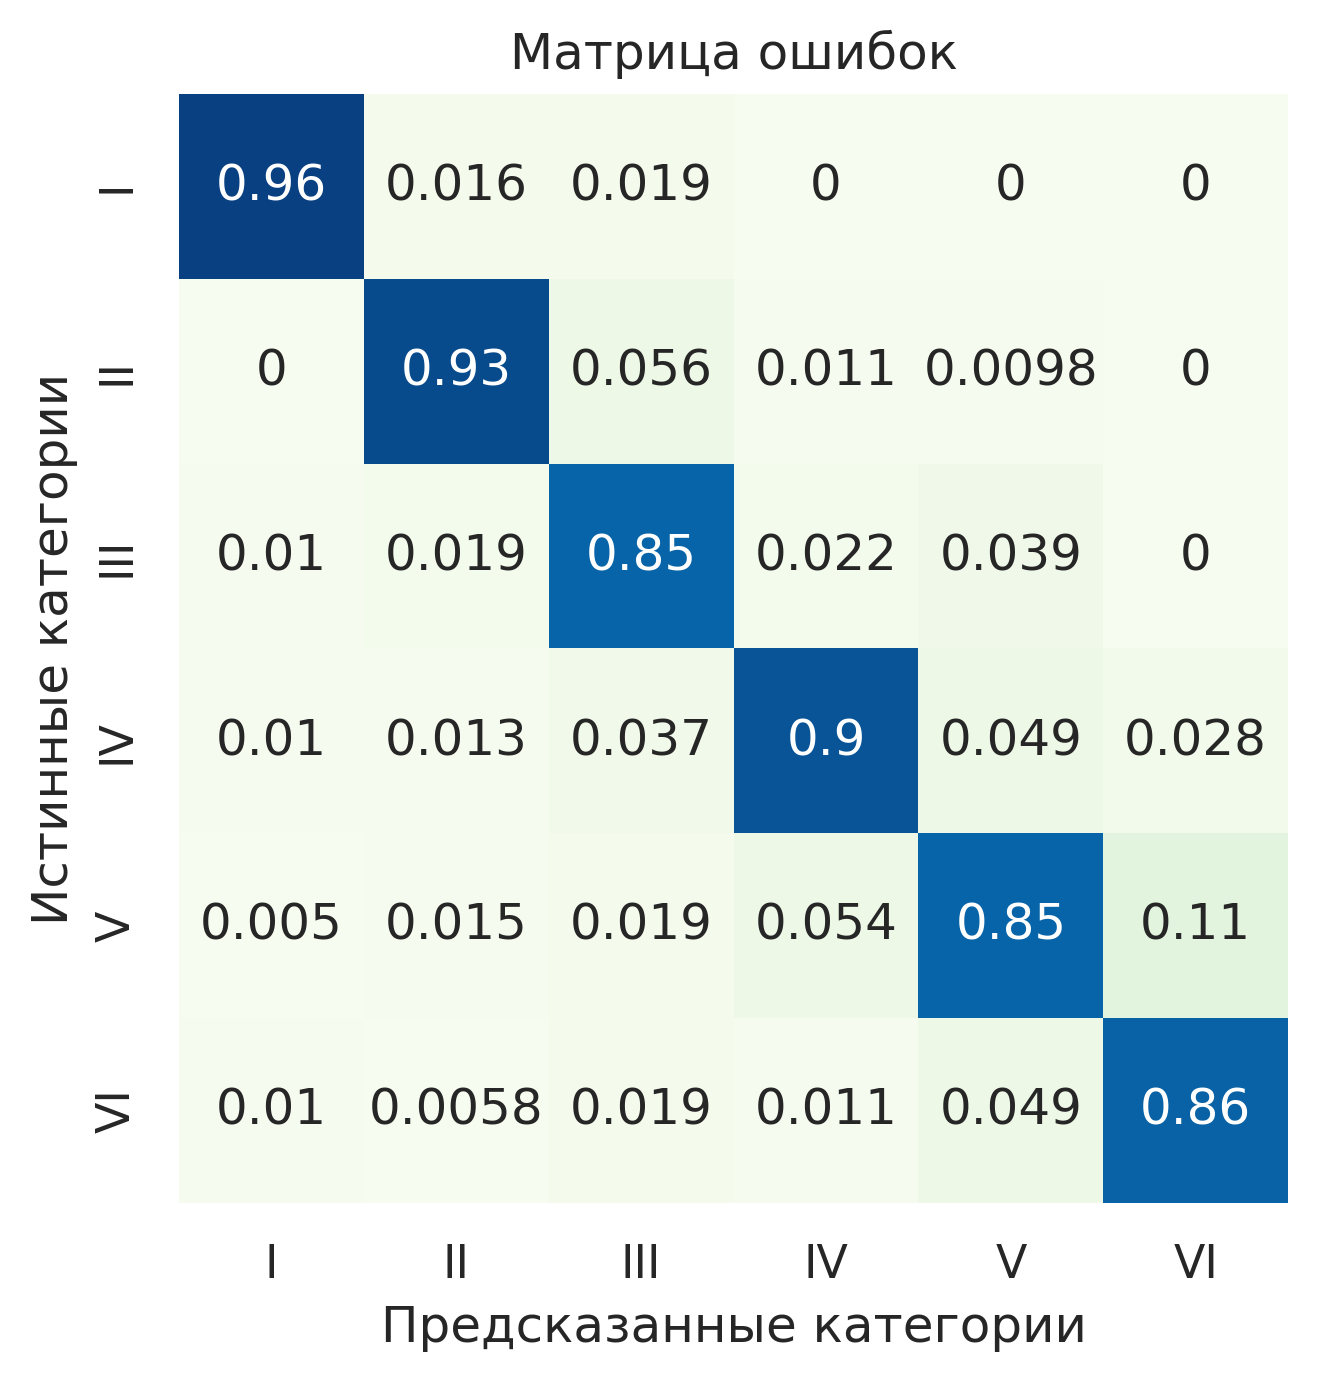 Матрица ошибок
I 0.96 0.016 0.019 0 0 0
II 0 0.93 0.056 0.011 0.0098 0
III 0.01 0.019 0.85 0.022 0.039 0
IV 0.01 0.013 0.037 0.9 0.049 0.028
V 0.005 0.015 0.019 0.054 0.85 0.11
VI 0.01 0.0058 0.019 0.011 0.049 0.86
I II III IV V VI
Истинные категории
Предсказанные категории